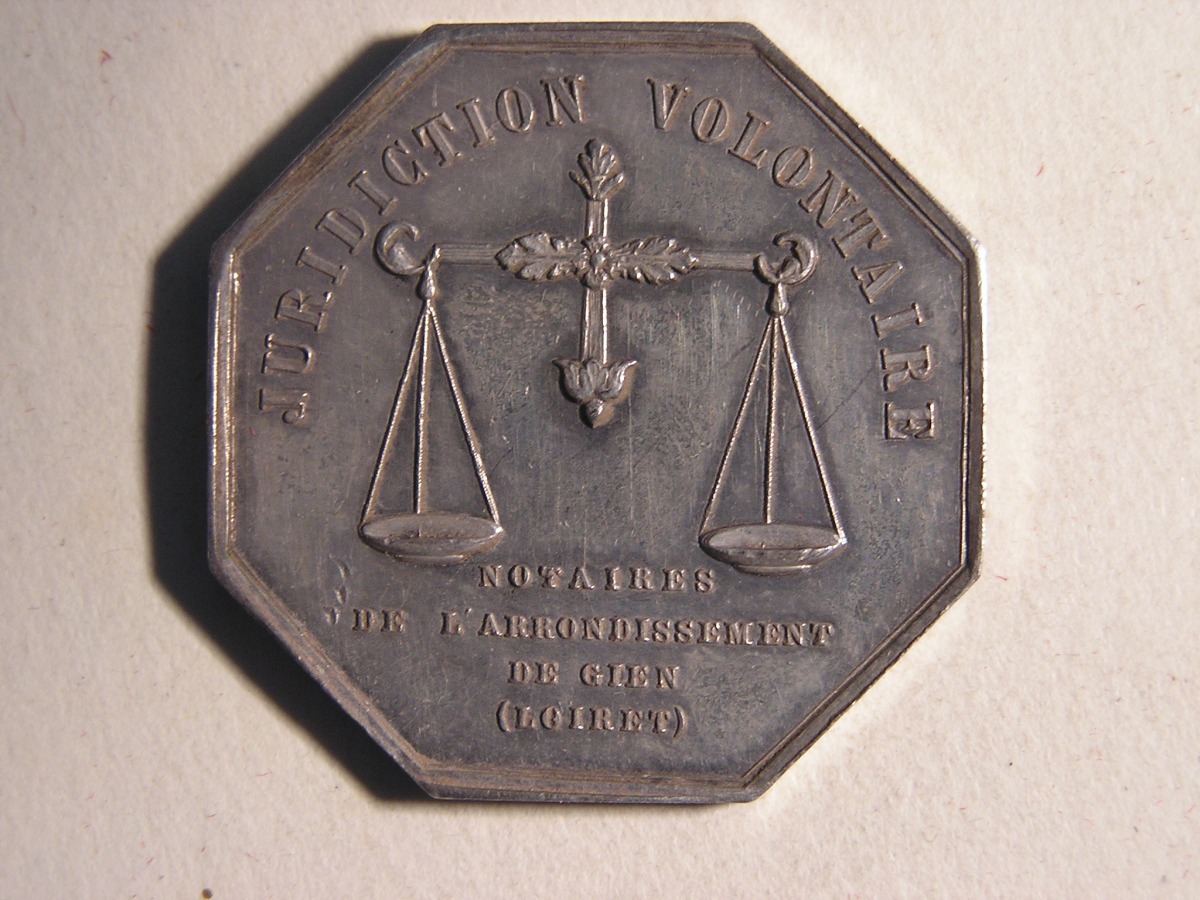 JURIDICTION VOLONTAIRE
NOTAIRES
DE L'ARRONDISSEMENT
DE GIEN
(LOIRET)